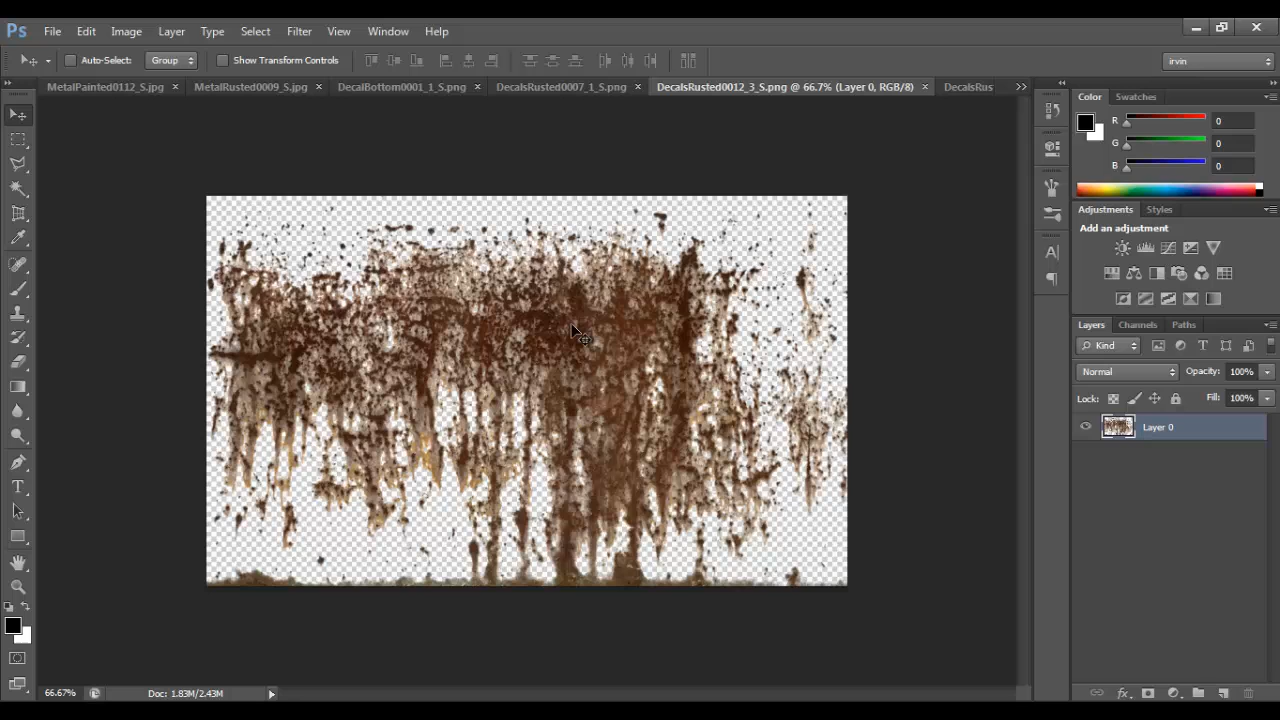 Ps File Edit Image Layer Type Select Filter View Window Help
Auto-Select: Group Show Transform Controls irvin
MetalPainted0112_S.jpg × MetalRusted0009_S.jpg × DecalBottom0001_1_S.png × DecalsRusted0007_1_S.png × DecalsRusted0012_3_S.png @ 66.7% (Layer 0, RGB/8) × DecalsRus
Color Swatches
R 0
G 0
B 0
Adjustments Styles
Add an adjustment
Layers Channels Paths
Kind
Normal Opacity: 100%
Lock: Fill: 100%
Layer 0
66.67% Doc: 1.83M/2.43M